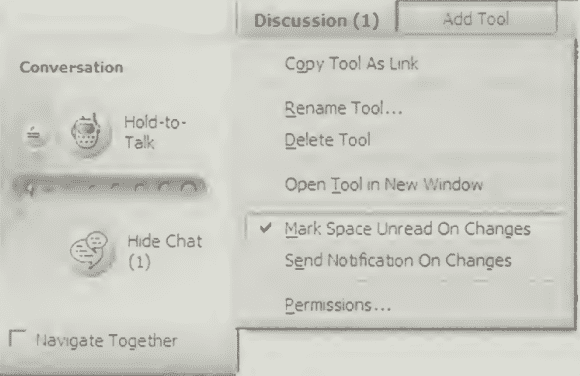 Discussion (1)
Add Tool
Conversation
Hold-to-
Talk
Hide Chat
(1)
Navigate Together
Copy Tool As Link
Rename Tool...
Delete Tool
Open Tool in New Window
Mark Space Unread On Changes
Send Notification On Changes
Permissions...